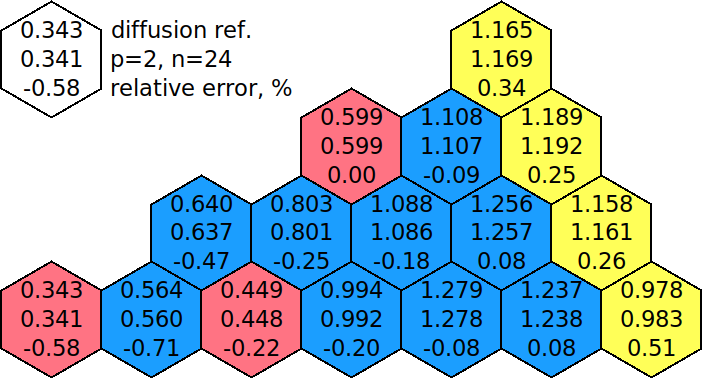 0.343 diffusion ref. 1.165
0.341 p=2, n=24 1.169
-0.58 relative error, % 0.34
0.599 1.108 1.189
0.599 1.107 1.192
0.00 -0.09 0.25
0.640 0.803 1.088 1.256 1.158
0.637 0.801 1.086 1.257 1.161
-0.47 -0.25 -0.18 0.08 0.26
0.343 0.564 0.449 0.994 1.279 1.237 0.978
0.341 0.560 0.448 0.992 1.278 1.238 0.983
-0.58 -0.71 -0.22 -0.20 -0.08 0.08 0.51